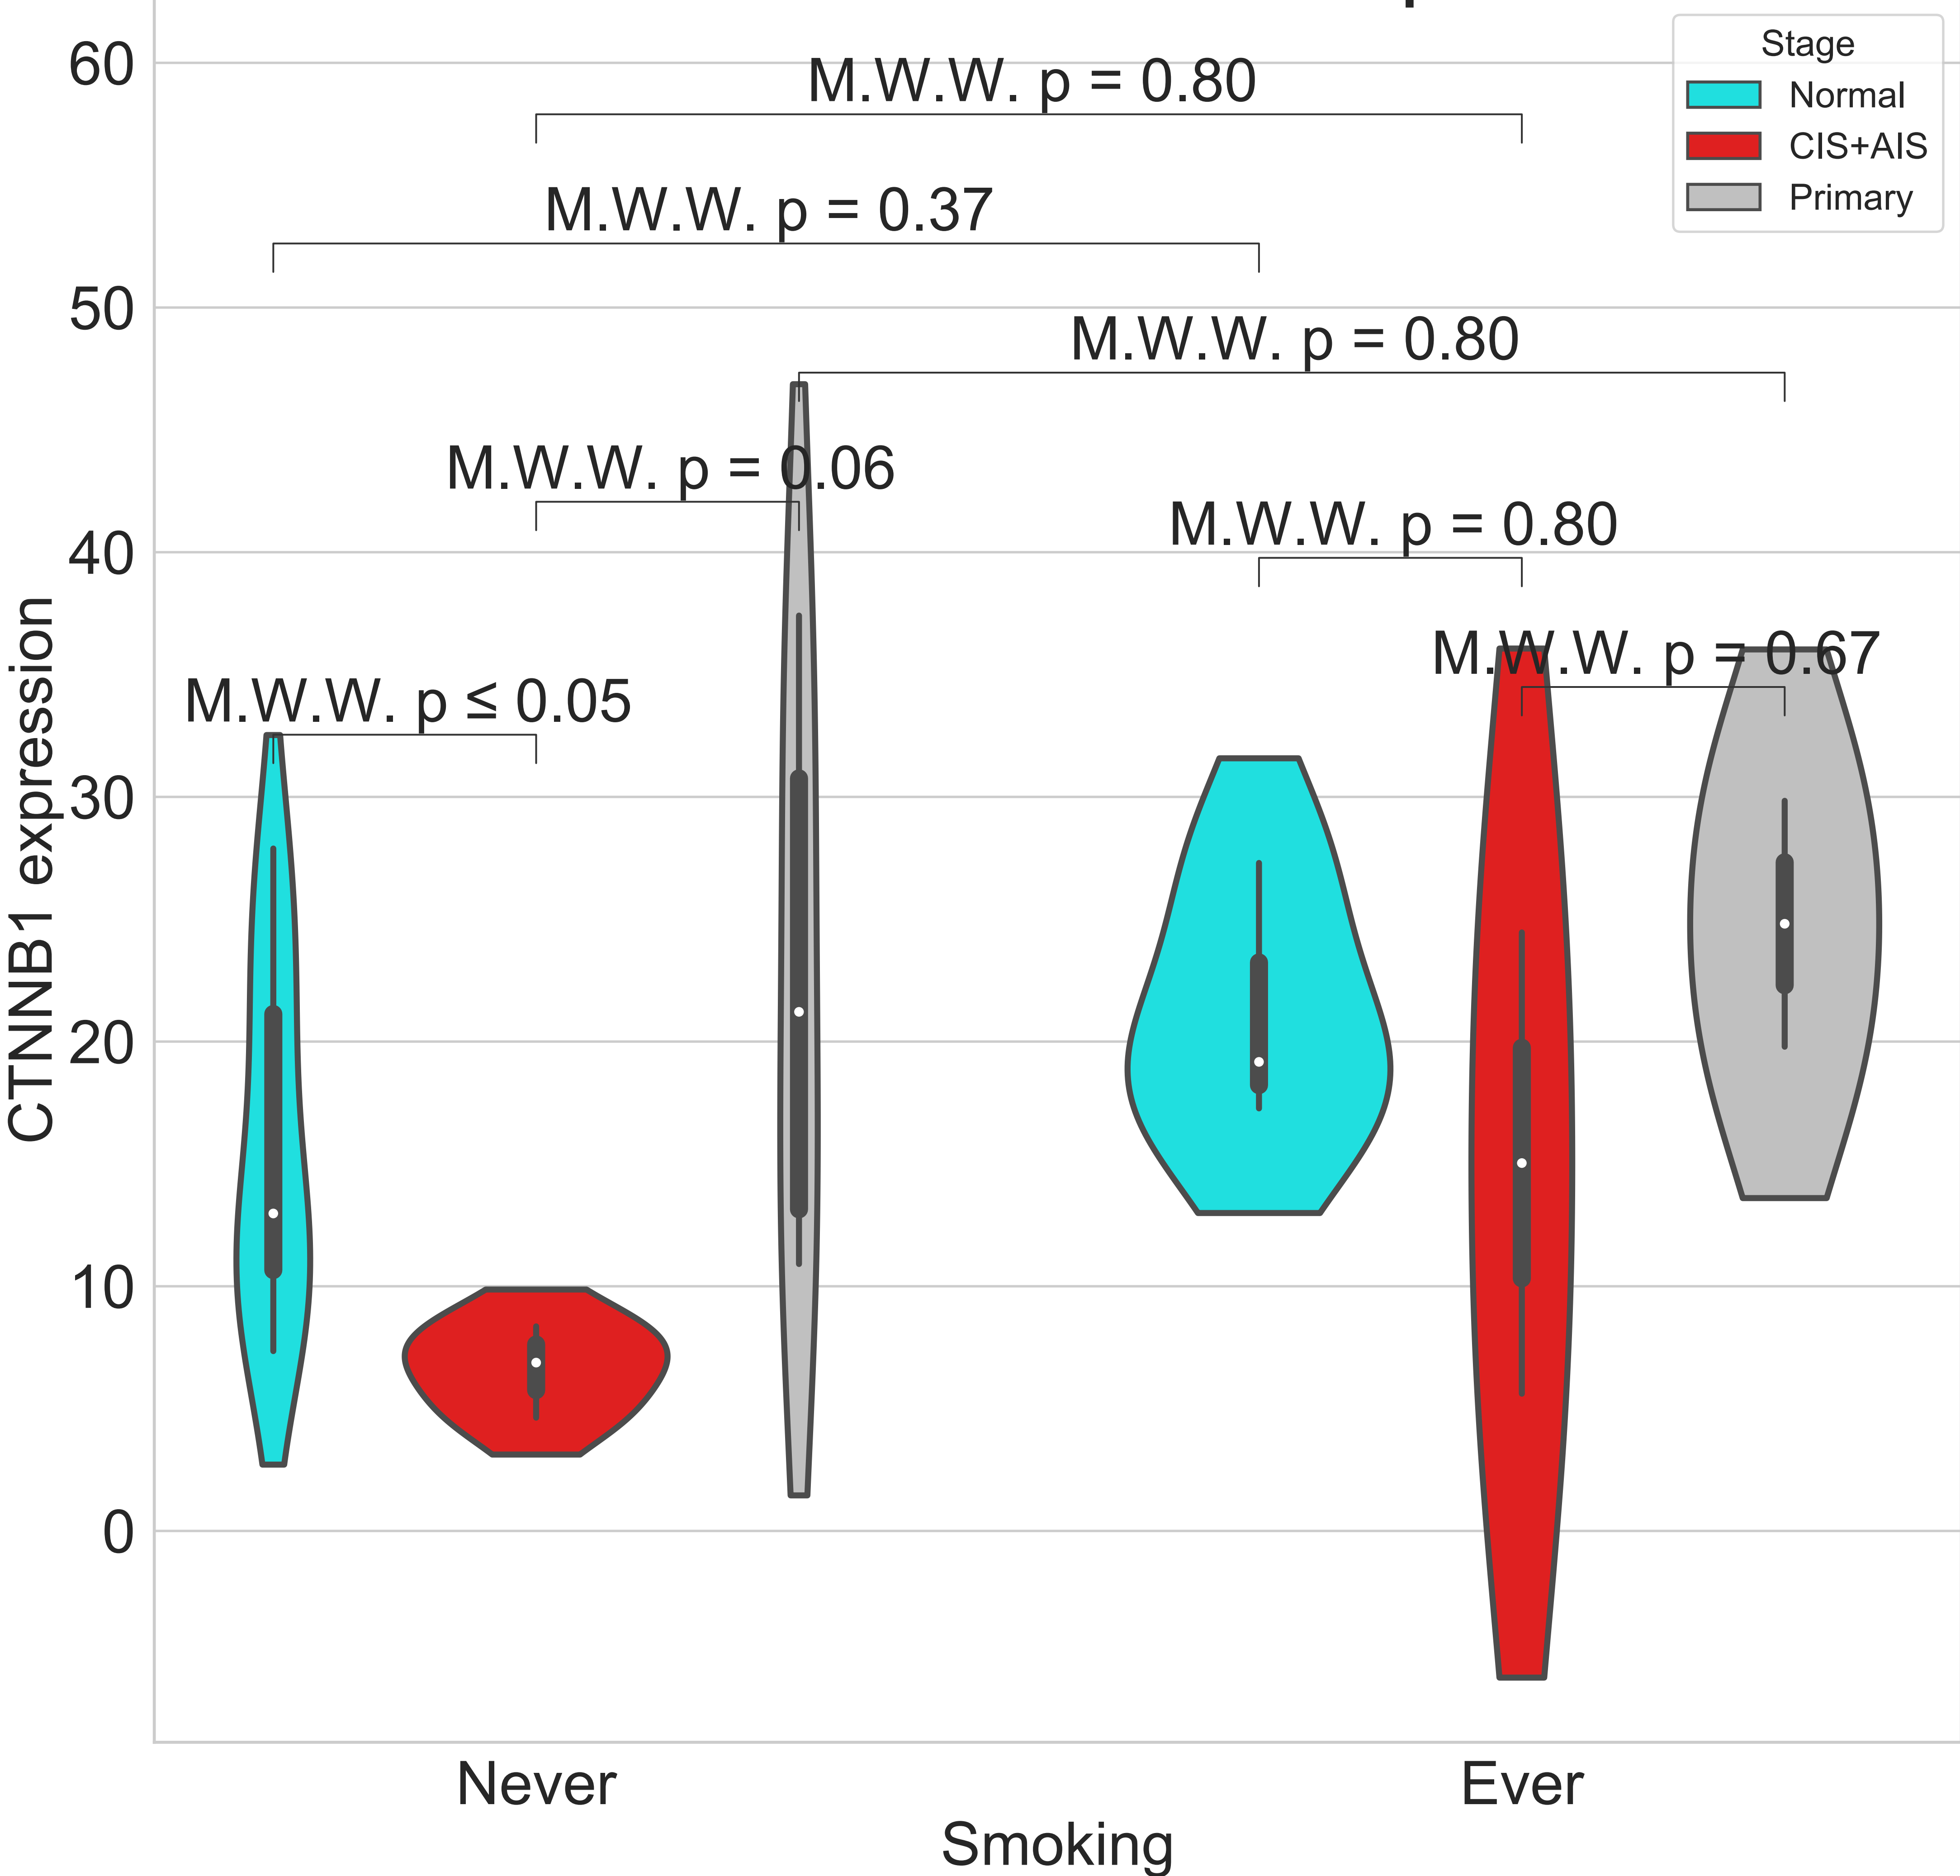 Stage
Normal
CIS+AIS
Primary
60
50
40
30
20
10
0
CTNNB1 expression
M.W.W. p = 0.80
M.W.W. p = 0.37
M.W.W. p = 0.80
M.W.W. p = 0.06
M.W.W. p = 0.80
M.W.W. p = 0.67
M.W.W. p ≤ 0.05
Never
Ever
Smoking